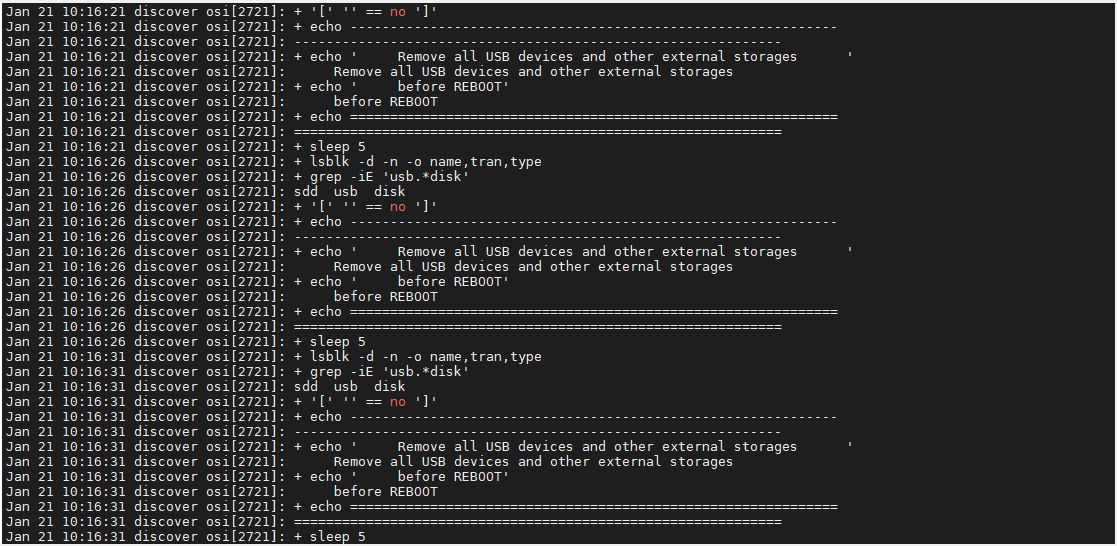 Jan 21 10:16:21 discover osi[2721]: + '[' '' == no ']'
Jan 21 10:16:21 discover osi[2721]: + echo -------------------------------------------------------------
Jan 21 10:16:21 discover osi[2721]: -------------------------------------------------------------
Jan 21 10:16:21 discover osi[2721]: + echo '     Remove all USB devices and other external storages      '
Jan 21 10:16:21 discover osi[2721]:      Remove all USB devices and other external storages
Jan 21 10:16:21 discover osi[2721]: + echo '     before REBOOT'
Jan 21 10:16:21 discover osi[2721]:      before REBOOT
Jan 21 10:16:21 discover osi[2721]: + echo =============================================================
Jan 21 10:16:21 discover osi[2721]: =============================================================
Jan 21 10:16:21 discover osi[2721]: + sleep 5
Jan 21 10:16:26 discover osi[2721]: + lsblk -d -n -o name,tran,type
Jan 21 10:16:26 discover osi[2721]: + grep -iE 'usb.*disk'
Jan 21 10:16:26 discover osi[2721]: sdd  usb  disk
Jan 21 10:16:26 discover osi[2721]: + '[' '' == no ']'
Jan 21 10:16:26 discover osi[2721]: + echo -------------------------------------------------------------
Jan 21 10:16:26 discover osi[2721]: -------------------------------------------------------------
Jan 21 10:16:26 discover osi[2721]: + echo '     Remove all USB devices and other external storages      '
Jan 21 10:16:26 discover osi[2721]:      Remove all USB devices and other external storages
Jan 21 10:16:26 discover osi[2721]: + echo '     before REBOOT'
Jan 21 10:16:26 discover osi[2721]:      before REBOOT
Jan 21 10:16:26 discover osi[2721]: + echo =============================================================
Jan 21 10:16:26 discover osi[2721]: =============================================================
Jan 21 10:16:26 discover osi[2721]: + sleep 5
Jan 21 10:16:31 discover osi[2721]: + lsblk -d -n -o name,tran,type
Jan 21 10:16:31 discover osi[2721]: + grep -iE 'usb.*disk'
Jan 21 10:16:31 discover osi[2721]: sdd  usb  disk
Jan 21 10:16:31 discover osi[2721]: + '[' '' == no ']'
Jan 21 10:16:31 discover osi[2721]: + echo -------------------------------------------------------------
Jan 21 10:16:31 discover osi[2721]: -------------------------------------------------------------
Jan 21 10:16:31 discover osi[2721]: + echo '     Remove all USB devices and other external storages      '
Jan 21 10:16:31 discover osi[2721]:      Remove all USB devices and other external storages
Jan 21 10:16:31 discover osi[2721]: + echo '     before REBOOT'
Jan 21 10:16:31 discover osi[2721]:      before REBOOT
Jan 21 10:16:31 discover osi[2721]: + echo =============================================================
Jan 21 10:16:31 discover osi[2721]: =============================================================
Jan 21 10:16:31 discover osi[2721]: + sleep 5